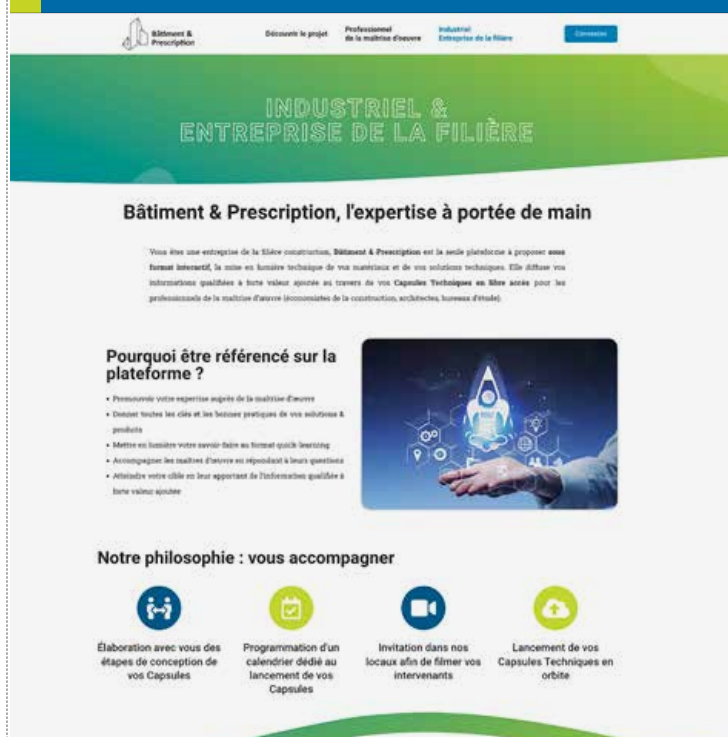 Bâtiment &
Prescription
Découvrir le projet
Professionnel
de la maîtrise d'oeuvre
Industriel
Entreprise de la filière
Connexion
INDUSTRIEL &
ENTREPRISE DE LA FILIÈRE
Bâtiment & Prescription, l'expertise à portée de main
Vous êtes une entreprise de la filière construction, Bâtiment & Prescription est la seule plateforme à proposer sous
format interactif, la mise en lumière technique de vos matériaux et de vos solutions techniques. Elle diffuse vos
informations qualifiées à forte valeur ajoutée au travers de vos Capsules Techniques en libre accès pour les
professionnels de la maîtrise d'œuvre (économistes de la construction, architectes, bureaux d'étude).
Pourquoi être référencé sur la
plateforme ?
• Promouvoir votre expertise auprès de la maîtrise d'œuvre
• Donner toutes les clés et les bonnes pratiques de vos solutions &
produits
• Mettre en lumière votre savoir-faire au format quick-learning
• Accompagner les maîtres d'œuvre en répondant à leurs questions
• Atteindre votre cible en leur apportant de l'information qualifiée à
forte valeur ajoutée
Notre philosophie : vous accompagner
Élaboration avec vous des
étapes de conception de
vos Capsules
Programmation d'un
calendrier dédié au
lancement de vos
Capsules
Invitation dans nos
locaux afin de filmer vos
intervenants
Lancement de vos
Capsules Techniques en
orbite